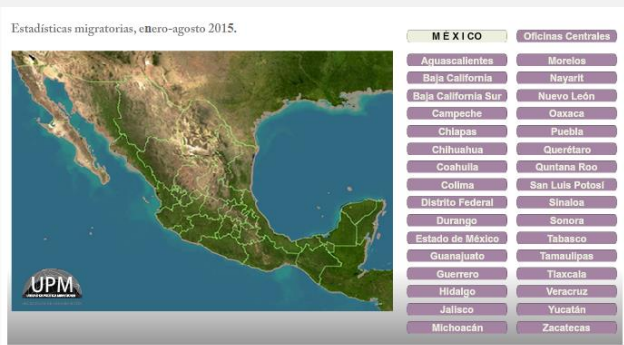 Estadísticas migratorias, enero-agosto 2015.
MÉXICO
Oficinas Centrales
Aguascalientes
Morelos
Baja California
Nayarit
Baja California Sur
Nuevo León
Campeche
Oaxaca
Chiapas
Puebla
Chihuahua
Querétaro
Coahuila
Quntana Roo
Colima
San Luis Potosí
Distrito Federal
Sinaloa
Durango
Sonora
Estado de México
Tabasco
Guanajuato
Tamaulipas
Guerrero
Tlaxcala
Hidalgo
Veracruz
Jalisco
Yucatán
Michoacán
Zacatecas
UPM